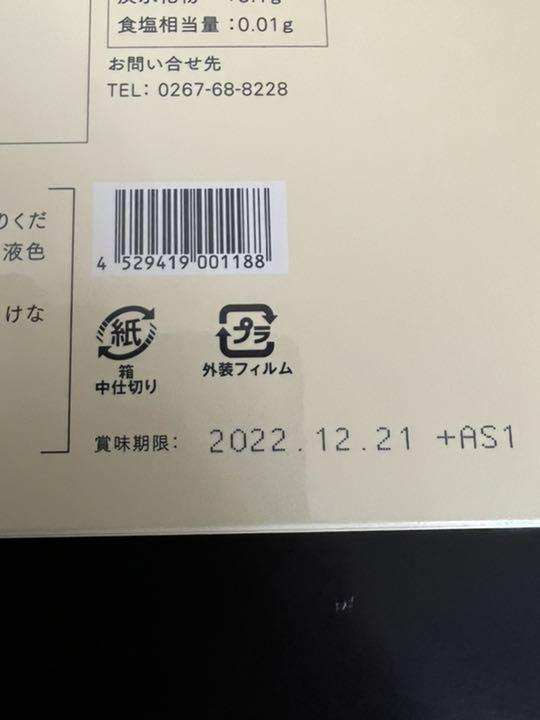 食塩相当量：0.01g
お問い合せ先
TEL: 0267-68-8228
りくだ
液色
けな
4 529419 001188
紙
プラ
箱
中仕切り
外装フィルム
賞味期限: 2022.12.21 +AS1